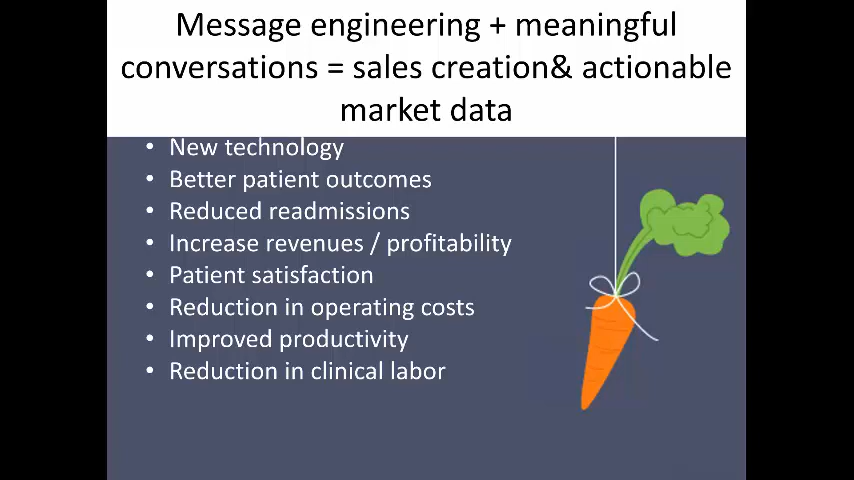 Message engineering + meaningful
conversations = sales creation& actionable
market data
• New technology
• Better patient outcomes
• Reduced readmissions
• Increase revenues / profitability
• Patient satisfaction
• Reduction in operating costs
• Improved productivity
• Reduction in clinical labor